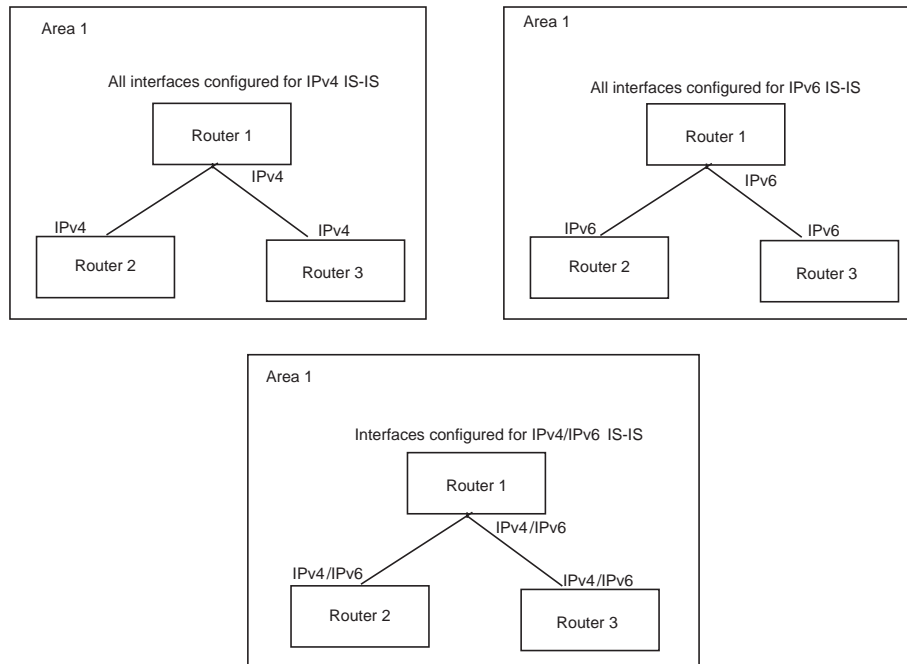 Area 1
All interfaces configured for IPv4 IS-IS
Router 1
IPv4
IPv4
IPv4
Router 2
Router 3
Area 1
All interfaces configured for IPv6 IS-IS
Router 1
IPv6
IPv6
IPv6
Router 2
Router 3
Area 1
Interfaces configured for IPv4/IPv6 IS-IS
Router 1
IPv4/IPv6
IPv4/IPv6
IPv4/IPv6
Router 2
Router 3